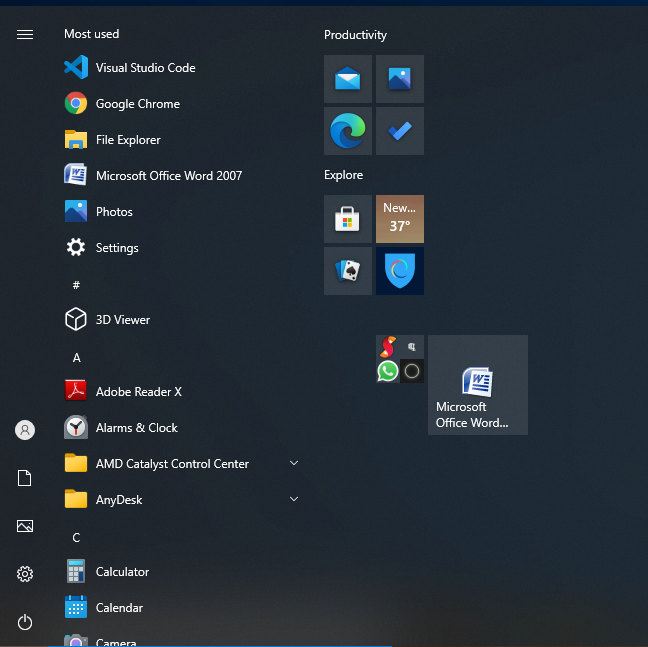 Most used
Visual Studio Code
Google Chrome
File Explorer
Microsoft Office Word 2007
Photos
Settings
#
3D Viewer
A
Adobe Reader X
Alarms & Clock
AMD Catalyst Control Center
AnyDesk
C
Calculator
Calendar
Camera
Productivity
Explore
New...
37°
Microsoft
Office Word...